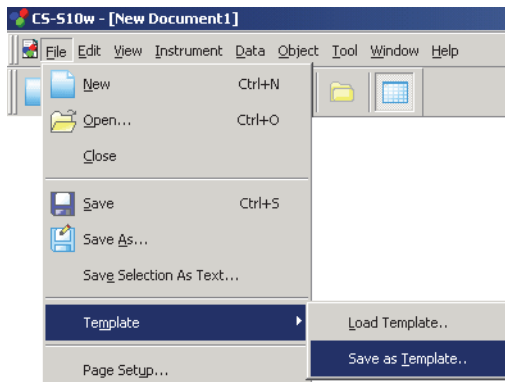 CS-S10w - [New Document1]
File Edit View Instrument Data Object Tool Window Help
New Ctrl+N
Open... Ctrl+O
Close
Save Ctrl+S
Save As...
Save Selection As Text...
Template
Load Template..
Save as Template..
Page Setup...